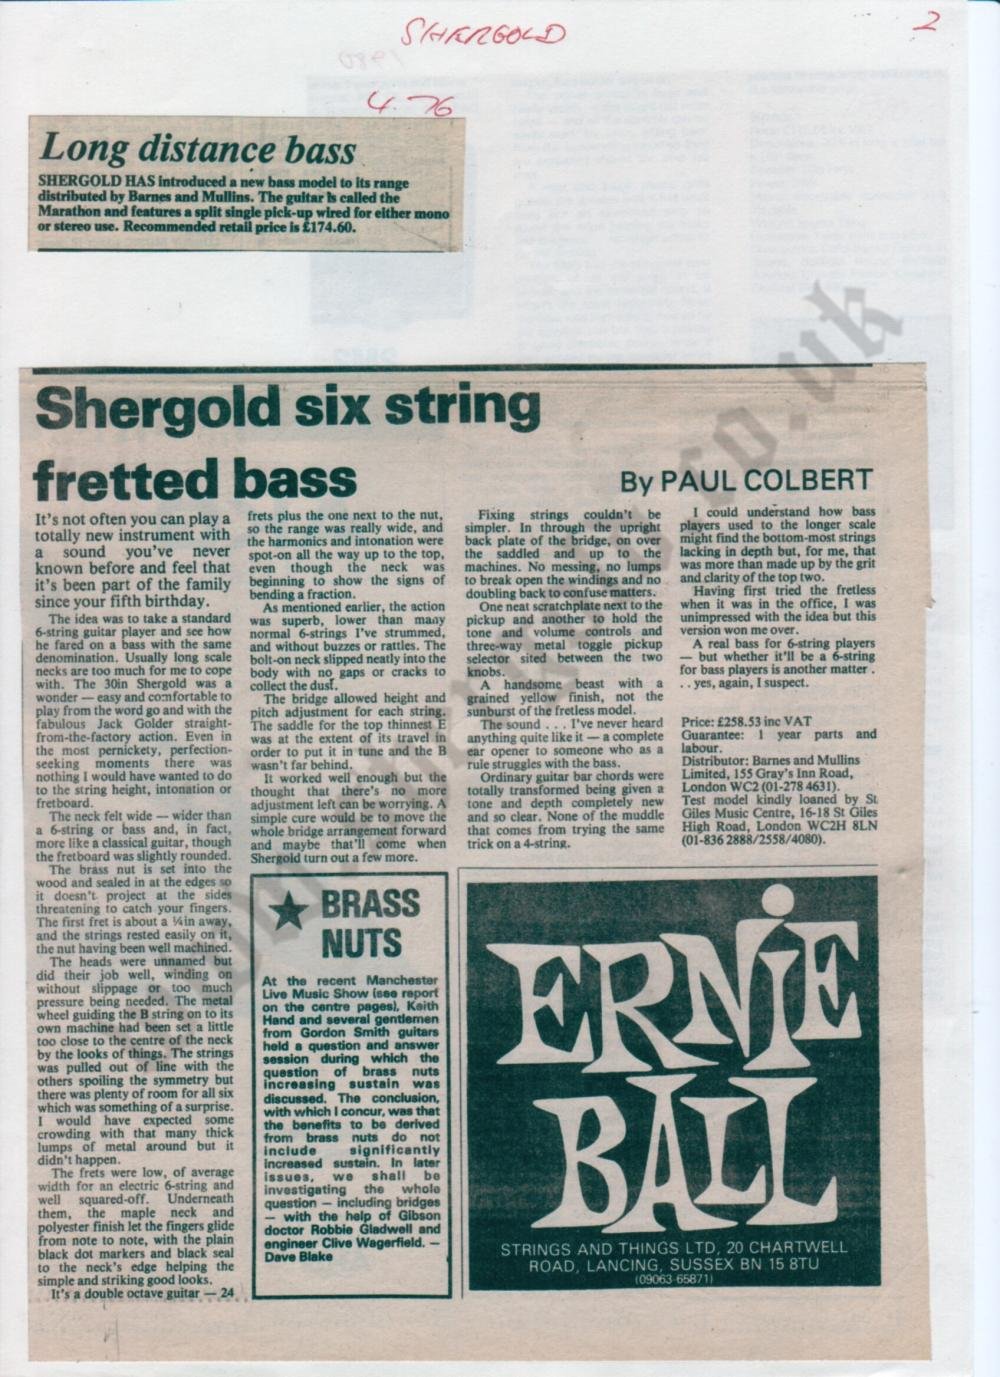 SHERGOLD
2
1980
4.76
Long distance bass
SHERGOLD HAS introduced a new bass model to its range
distributed by Barnes and Mullins. The guitar is called the
Marathon and features a split single pick-up wired for either mono
or stereo use. Recommended retail price is £174.60.
Shergold six string
fretted bass
By PAUL COLBERT
It's not often you can play a
totally new instrument with
a sound you've never
known before and feel that
it's been part of the family
since your fifth birthday.
The idea was to take a standard
6-string guitar player and see how
he fared on a bass with the same
denomination. Usually long scale
necks are too much for me to cope
with. The 30in Shergold was a
wonder — easy and comfortable to
play from the word go and with the
fabulous Jack Golder straight-
from-the-factory action. Even in
the most pernickety, perfection-
seeking moments there was
nothing I would have wanted to do
to the string height, intonation or
fretboard.
The neck felt wide — wider than
a 6-string or bass and, in fact,
more like a classical guitar, though
the fretboard was slightly rounded.
The brass nut is set into the
wood and sealed in at the edges so
it doesn't project at the sides
threatening to catch your fingers.
The first fret is about a ¼in away,
and the strings rested easily on it,
the nut having been well machined.
The heads were unnamed but
did their job well, winding on
without slippage or too much
pressure being needed. The metal
wheel guiding the B string on to its
own machine had been set a little
too close to the centre of the neck
by the looks of things. The strings
was pulled out of line with the
others spoiling the symmetry but
there was plenty of room for all six
which was something of a surprise.
I would have expected some
crowding with that many thick
lumps of metal around but it
didn't happen.
The frets were low, of average
width for an electric 6-string and
well squared-off. Underneath
them, the maple neck and
polyester finish let the fingers glide
from note to note, with the plain
black dot markers and black seal
to the neck's edge helping the
simple and striking good looks.
It's a double octave guitar — 24
frets plus the one next to the nut,
so the range was really wide, and
the harmonics and intonation were
spot-on all the way up to the top,
even though the neck was
beginning to show the signs of
bending a fraction.
As mentioned earlier, the action
was superb, lower than many
normal 6-strings I've strummed,
and without buzzes or rattles. The
bolt-on neck slipped neatly into the
body with no gaps or cracks to
collect the dust.
The bridge allowed height and
pitch adjustment for each string.
The saddle for the top thinnest E
was at the extent of its travel in
order to put it in tune and the B
wasn't far behind.
It worked well enough but the
thought that there's no more
adjustment left can be worrying. A
simple cure would be to move the
whole bridge arrangement forward
and maybe that'll come when
Shergold turn out a few more.
Fixing strings couldn't be
simpler. In through the upright
back plate of the bridge, on over
the saddled and up to the
machines. No messing, no lumps
to break open the windings and no
doubling back to confuse matters.
One neat scratchplate next to the
pickup and another to hold the
tone and volume controls and
three-way metal toggle pickup
selector sited between the two
knobs.
A handsome beast with a
grained yellow finish, not the
sunburst of the fretless model.
The sound . . . I've never heard
anything quite like it — a complete
ear opener to someone who as a
rule struggles with the bass.
Ordinary guitar bar chords were
totally transformed being given a
tone and depth completely new
and so clear. None of the muddle
that comes from trying the same
trick on a 4-string.
I could understand how bass
players used to the longer scale
might find the bottom-most strings
lacking in depth but, for me, that
was more than made up by the grit
and clarity of the top two.
Having first tried the fretless
when it was in the office, I was
unimpressed with the idea but this
version won me over.
A real bass for 6-string players
— but whether it'll be a 6-string
for bass players is another matter .
. . yes, again, I suspect.
Price: £258.53 inc VAT
Guarantee: 1 year parts and
labour.
Distributor: Barnes and Mullins
Limited, 155 Gray's Inn Road,
London WC2 (01-278 4631).
Test model kindly loaned by St
Giles Music Centre, 16-18 St Giles
High Road, London WC2H 8LN
(01-836 2888/2558/4080).
BRASS
NUTS
At the recent Manchester
Live Music Show (see report
on the centre pages), Keith
Hand and several gentlemen
from Gordon Smith guitars
held a question and answer
session during which the
question of brass nuts
increasing sustain was
discussed. The conclusion,
with which I concur, was that
the benefits to be derived
from brass nuts do not
include significantly
increased sustain. In later
issues, we shall be
investigating the whole
question — including bridges
— with the help of Gibson
doctor Robbie Gladwell and
engineer Clive Wagerfield. —
Dave Blake
ERNIE
BALL
STRINGS AND THINGS LTD, 20 CHARTWELL
ROAD, LANCING, SUSSEX BN 15 8TU
(09063-65871)
.co.uk